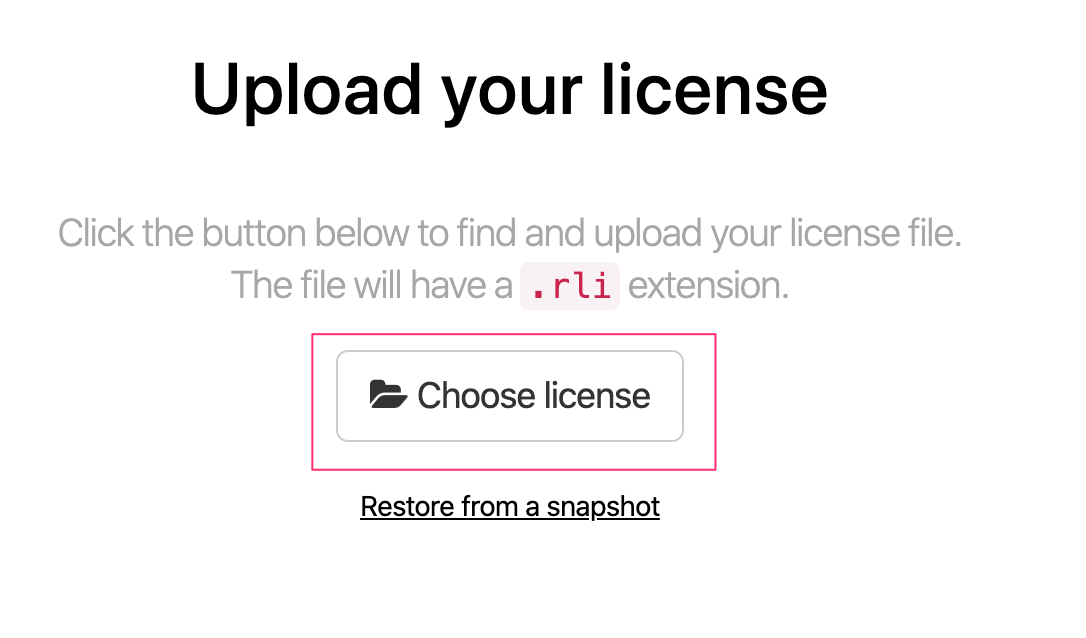 Upload your license
Click the button below to find and upload your license file.
The file will have a .rli extension.
Choose license
Restore from a snapshot